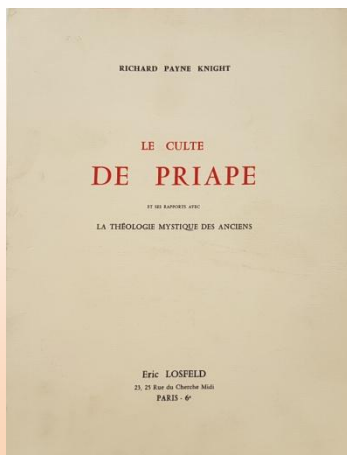 RICHARD PAYNE KNIGHT
LE CULTE
DE PRIAPE
ET SES RAPPORTS AVEC
LA THÉOLOGIE MYSTIQUE DES ANCIENS
Eric LOSFELD
23, 25 Rue du Cherche Midi
PARIS - 6e